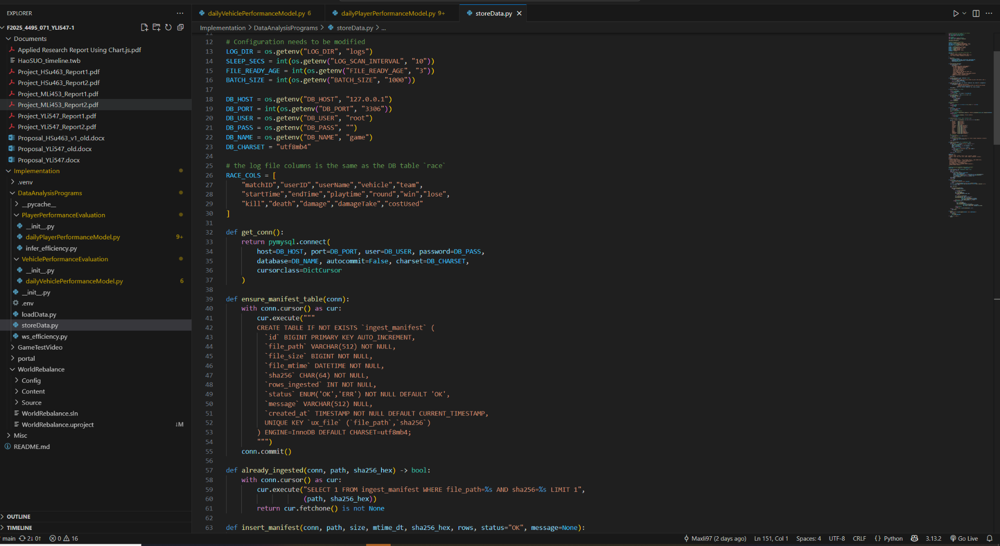 EXPLORER
F2025_4495_071_YLI547-1
Documents
Applied Research Report Using Chart.js.pdf
HaoSUO_timeline.twb
Project_HSu463_Report1.pdf
Project_HSu463_Report2.pdf
Project_MLi453_Report1.pdf
Project_MLi453_Report2.pdf
Project_YLi547_Report1.pdf
Project_YLi547_Report2.pdf
Proposal_HSu463_v1_old.docx
Proposal_YLi547_old.docx
Proposal_YLi547.docx
Implementation
.venv
DataAnalysisPrograms
__pycache__
PlayerPerformanceEvaluation
__init__.py
dailyPlayerPerformanceModel.py 9+
infer_efficiency.py
VehiclePerformanceEvaluation
__init__.py
dailyVehiclePerformanceModel.py 6
__init__.py
.env
loadData.py
storeData.py
ws_efficiency.py
GameTestVideo
portal
WorldRebalance
Config
Content
Source
WorldRebalance.sln
WorldRebalance.uproject ↓M
Misc
README.md
OUTLINE
TIMELINE
dailyVehiclePerformanceModel.py 6 dailyPlayerPerformanceModel.py 9+ storeData.py
Implementation > DataAnalysisPrograms > storeData.py > ...
11
12 # Configuration needs to be modified
13 LOG_DIR = os.getenv("LOG_DIR", "logs")
14 SLEEP_SECS = int(os.getenv("LOG_SCAN_INTERVAL", "10"))
15 FILE_READY_AGE = int(os.getenv("FILE_READY_AGE", "3"))
16 BATCH_SIZE = int(os.getenv("BATCH_SIZE", "1000"))
17
18 DB_HOST = os.getenv("DB_HOST", "127.0.0.1")
19 DB_PORT = int(os.getenv("DB_PORT", "3306"))
20 DB_USER = os.getenv("DB_USER", "root")
21 DB_PASS = os.getenv("DB_PASS", "")
22 DB_NAME = os.getenv("DB_NAME", "game")
23 DB_CHARSET = "utf8mb4"
24
25 # the log file columns is the same as the DB table `race`
26 RACE_COLS = [
27 "matchID","userID","userName","vehicle","team",
28 "startTime","endTime","playtime","round","win","lose",
29 "kill","death","damage","damageTake","costUsed"
30 ]
31
32 def get_conn():
33 return pymysql.connect(
34 host=DB_HOST, port=DB_PORT, user=DB_USER, password=DB_PASS,
35 database=DB_NAME, autocommit=False, charset=DB_CHARSET,
36 cursorclass=DictCursor
37 )
38
39 def ensure_manifest_table(conn):
40 with conn.cursor() as cur:
41 cur.execute("""
42 CREATE TABLE IF NOT EXISTS `ingest_manifest` (
43 `id` BIGINT PRIMARY KEY AUTO_INCREMENT,
44 `file_path` VARCHAR(512) NOT NULL,
45 `file_size` BIGINT NOT NULL,
46 `file_mtime` DATETIME NOT NULL,
47 `sha256` CHAR(64) NOT NULL,
48 `rows_ingested` INT NOT NULL,
49 `status` ENUM('OK','ERR') NOT NULL DEFAULT 'OK',
50 `message` VARCHAR(512) NULL,
51 `created_at` TIMESTAMP NOT NULL DEFAULT CURRENT_TIMESTAMP,
52 UNIQUE KEY `ux_file` (`file_path`,`sha256`)
53 ) ENGINE=InnoDB DEFAULT CHARSET=utf8mb4;
54 """)
55 conn.commit()
56
57 def already_ingested(conn, path, sha256_hex) -> bool:
58 with conn.cursor() as cur:
59 cur.execute("SELECT 1 FROM ingest_manifest WHERE file_path=%s AND sha256=%s LIMIT 1",
60 (path, sha256_hex))
61 return cur.fetchone() is not None
62
63 def insert_manifest(conn, path, size, mtime_dt, sha256_hex, rows, status="OK", message=None):
main 2↓ 0↑ 0 16 Maxli97 (2 days ago) Ln 151, Col 1 Spaces: 4 UTF-8 CRLF {} Python 3.13.2 Go Live